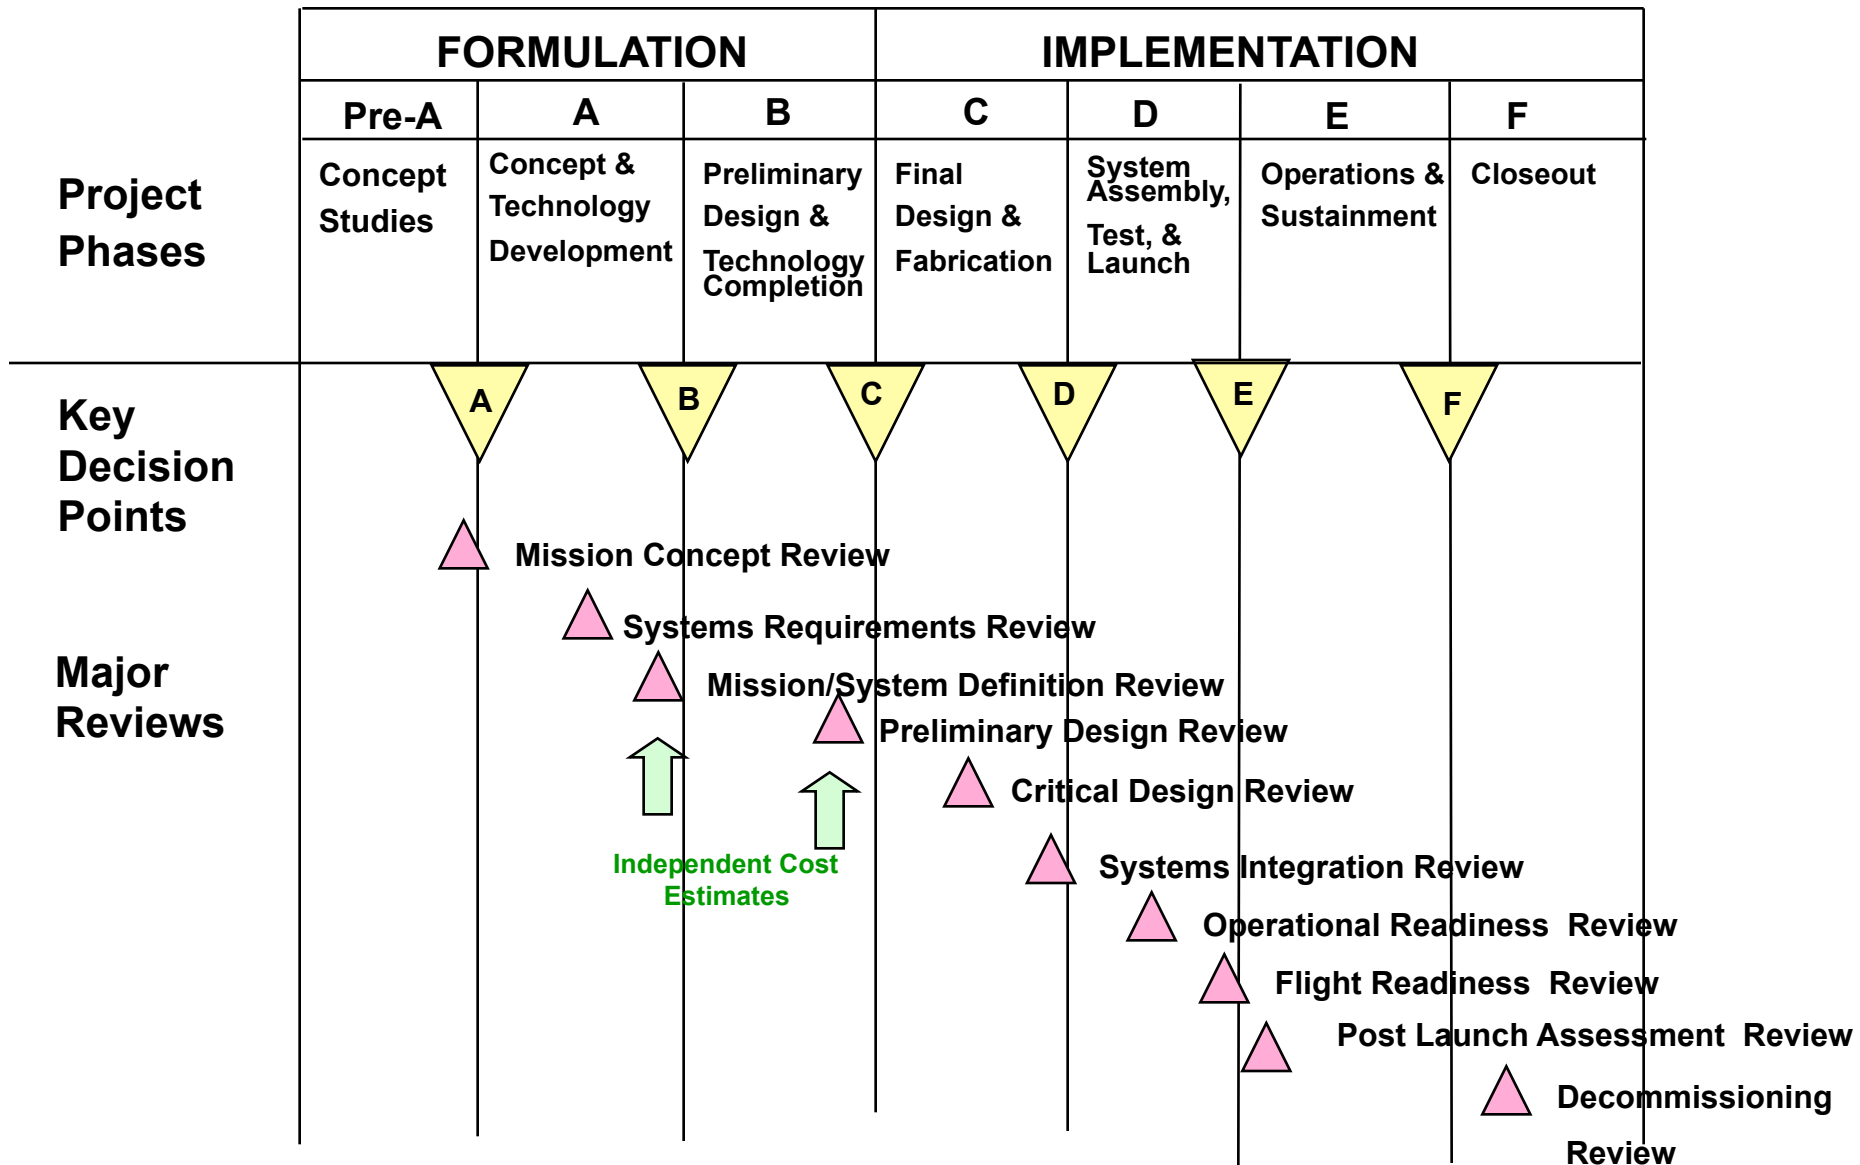 FORMULATION
IMPLEMENTATION
Pre-A
A
B
C
D
E
F
Project
Phases
Concept
Studies
Concept &
Technology
Development
Preliminary
Design &
Technology
Completion
Final
Design &
Fabrication
System
Assembly,
Test, &
Launch
Operations &
Sustainment
Closeout
Key
Decision
Points
A
B
C
D
E
F
Major
Reviews
Mission Concept Review
Systems Requirements Review
Mission/System Definition Review
Preliminary Design Review
Critical Design Review
Independent Cost
Estimates
Systems Integration Review
Operational Readiness Review
Flight Readiness Review
Post Launch Assessment Review
Decommissioning
Review